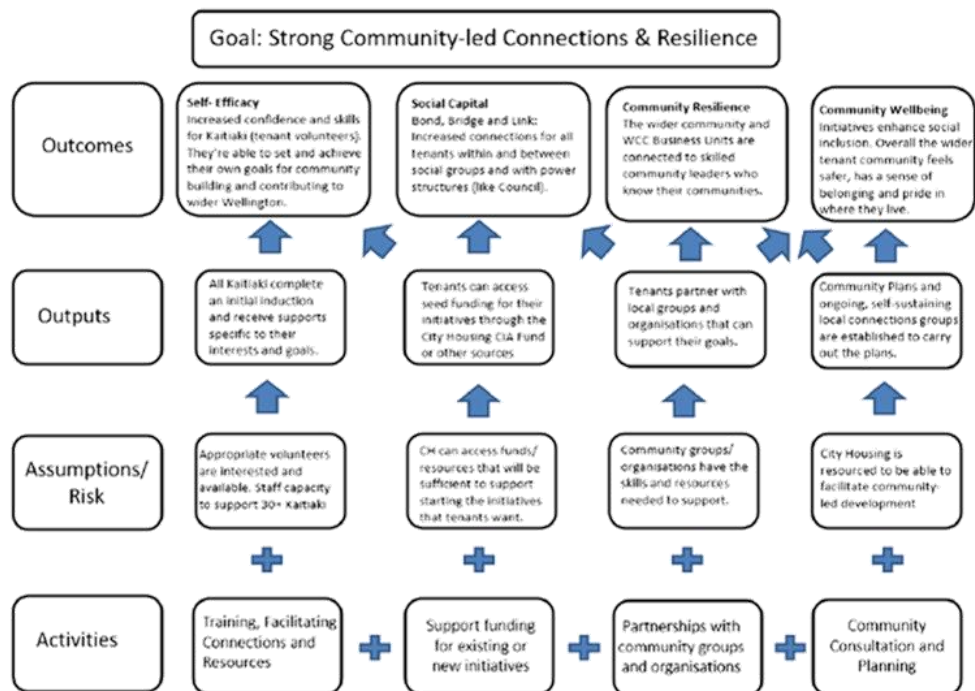 Goal: Strong Community-led Connections & Resilience
Outcomes
Self- Efficacy
Increased confidence and skills
for Kaitiaki (tenant volunteers).
They're able to set and achieve
their own goals for community
building and contributing to
wider Wellington.
Social Capital
Bond, Bridge and Link:
Increased connections for all
tenants within and between
social groups and with power
structures (like Council).
Community Resilience
The wider community and
WCC Business Units are
connected to skilled
community leaders who
know their communities.
Community Wellbeing
Initiatives enhance social
inclusion. Overall the wider
tenant community feels
safer, has a sense of
belonging and pride in
where they live.
Outputs
All Kaitiaki complete
an initial induction
and receive supports
specific to their
interests and goals.
Tenants can access
seed funding for their
initiatives through the
City Housing CIA Fund
or other sources
Tenants partner with
local groups and
organisations that can
support their goals.
Community Plans and
ongoing, self-sustaining
local connections groups
are established to carry
out the plans.
Assumptions/
Risk
Appropriate volunteers
are interested and
available. Staff capacity
to support 30+ Kaitiaki
CH can access funds/
resources that will be
sufficient to support
starting the initiatives
that tenants want.
Community groups/
organisations have the
skills and resources
needed to support.
City Housing is
resourced to be able to
facilitate community-
led development
Activities
Training, Facilitating
Connections and
Resources
Support funding
for existing or
new initiatives
Partnerships with
community groups
and organisations
Community
Consultation and
Planning